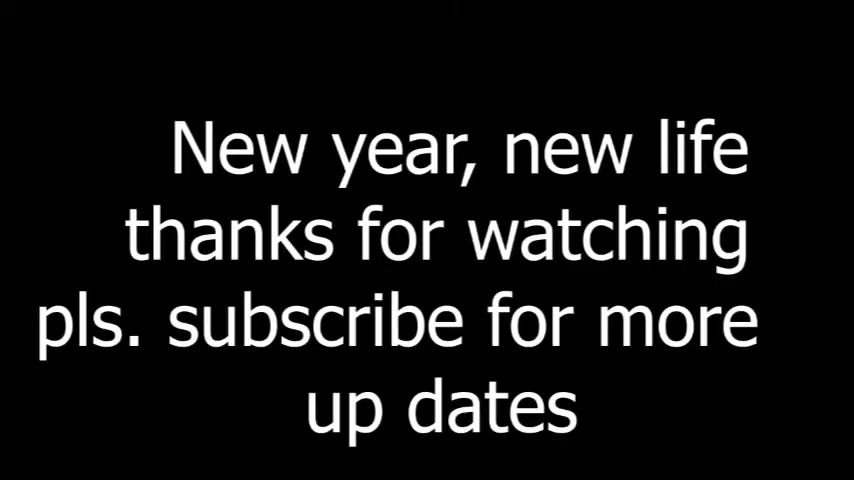 New year, new life
thanks for watching
pls. subscribe for more
up dates